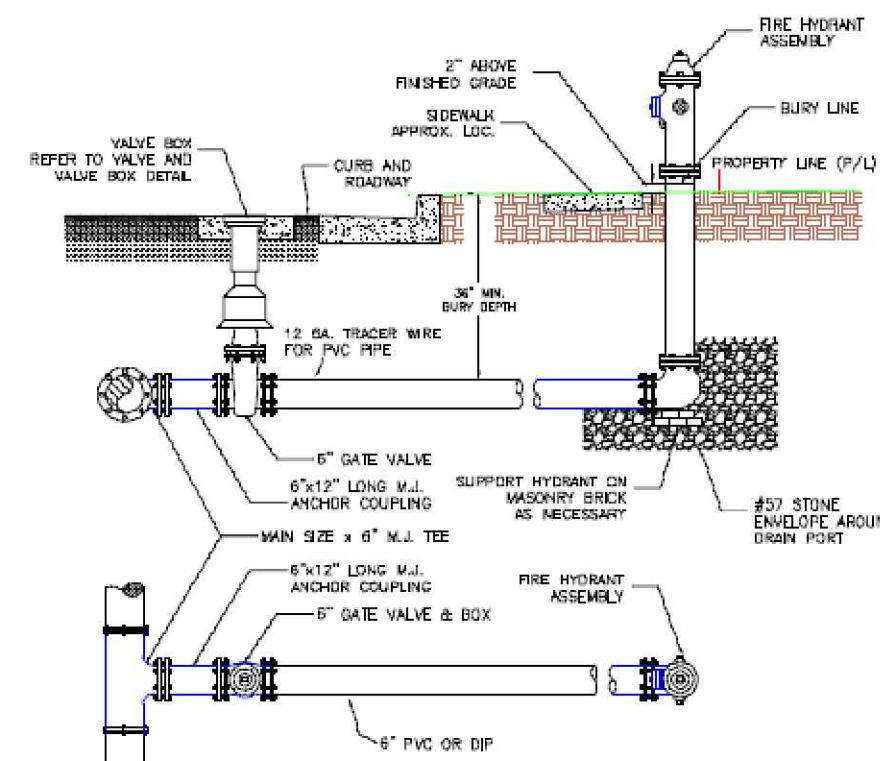 FIRE HYDRANT
ASSEMBLY
2" ABOVE
FINISHED GRADE
BURY LINE
SIDEWALK
APPROX. LOC.
VALVE BOX
REFER TO VALVE AND
VALVE BOX DETAIL
CURB AND
ROADWAY
PROPERTY LINE (P/L)
36" MIN.
BURY DEPTH
12 GA. TRACER WIRE
FOR PVC PIPE
6" GATE VALVE
6"x12" LONG M.J.
ANCHOR COUPLING
SUPPORT HYDRANT ON
MASONRY BRICK
AS NECESSARY
#57 STONE
ENVELOPE AROUN
DRAIN PORT
MAIN SIZE x 6" M.J. TEE
6"x12" LONG M.J.
ANCHOR COUPLING
FIRE HYDRANT
ASSEMBLY
6" GATE VALVE & BOX
6" PVC OR DIP